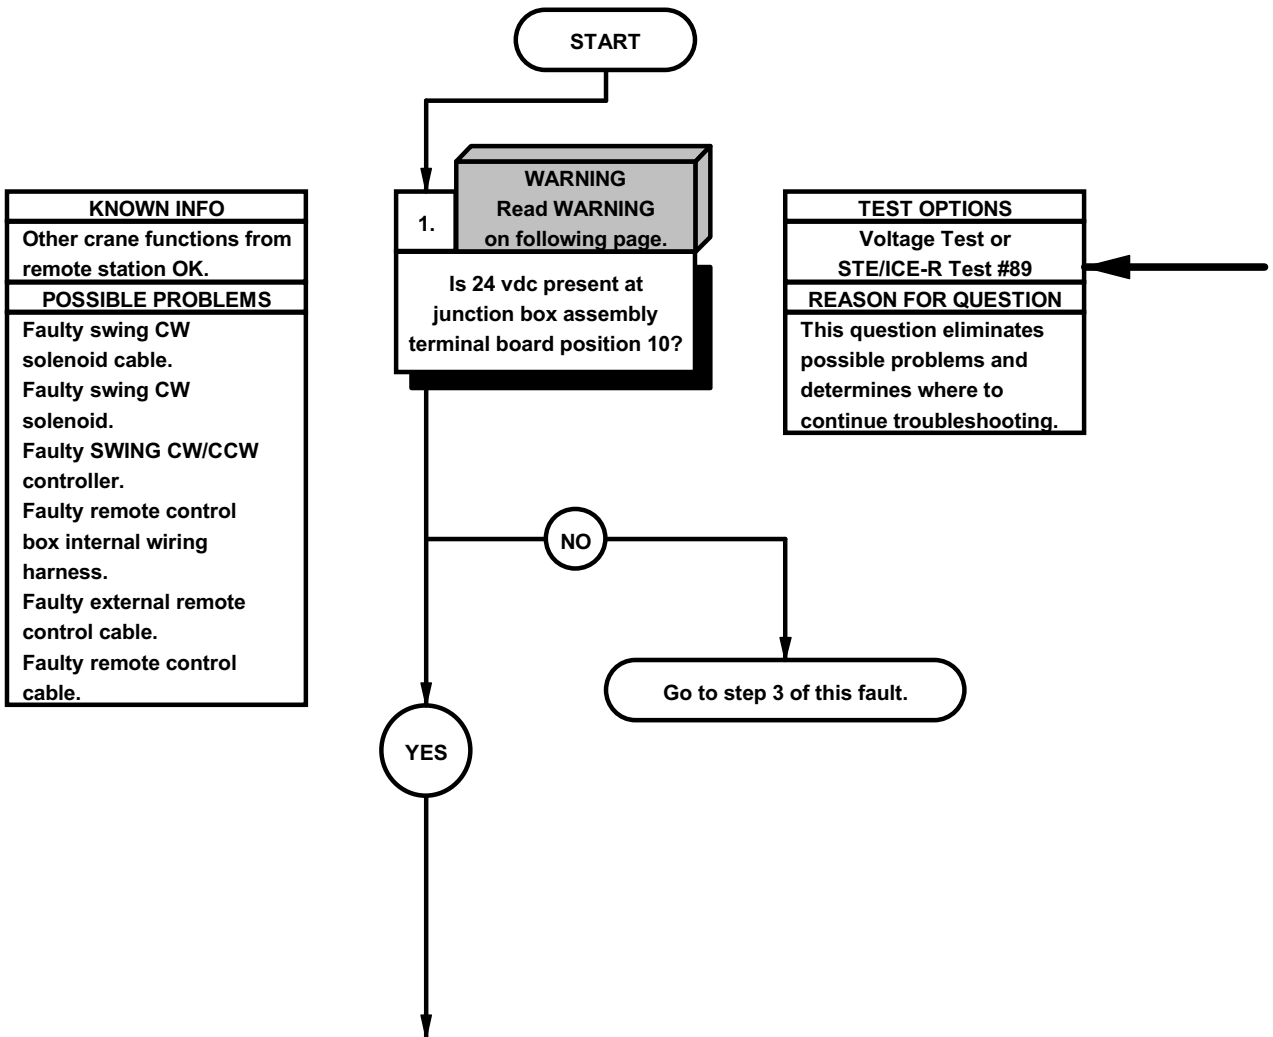 START
KNOWN INFO
Other crane functions from
remote station OK.
POSSIBLE PROBLEMS
Faulty swing CW
solenoid cable.
Faulty swing CW
solenoid.
Faulty SWING CW/CCW
controller.
Faulty remote control
box internal wiring
harness.
Faulty external remote
control cable.
Faulty remote control
cable.
1.
WARNING
Read WARNING
on following page.
Is 24 vdc present at
junction box assembly
terminal board position 10?
TEST OPTIONS
Voltage Test or
STE/ICE-R Test #89
REASON FOR QUESTION
This question eliminates
possible problems and
determines where to
continue troubleshooting.
NO
Go to step 3 of this fault.
YES